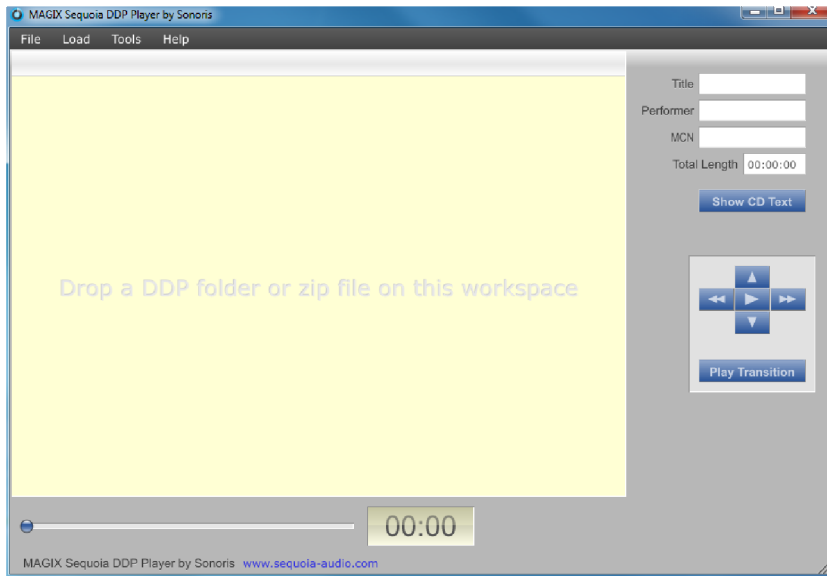 MAGIX Sequoia DDP Player by Sonoris
File Load Tools Help
Title
Performer
MCN
Total Length 00:00:00
Show CD Text
Drop a DDP folder or zip file on this workspace
Play Transition
00:00
MAGIX Sequoia DDP Player by Sonoris www.sequoia-audio.com